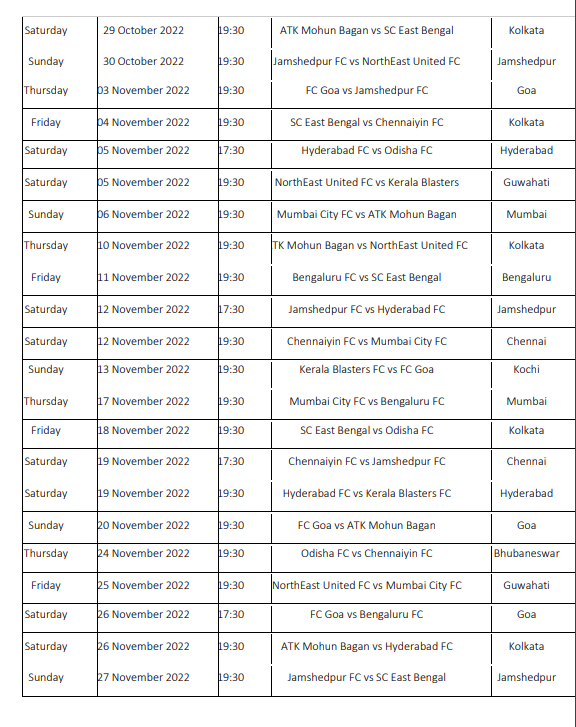 Saturday 29 October 2022 19:30 ATK Mohun Bagan vs SC East Bengal Kolkata
Sunday 30 October 2022 19:30 Jamshedpur FC vs NorthEast United FC Jamshedpur
Thursday 03 November 2022 19:30 FC Goa vs Jamshedpur FC Goa
Friday 04 November 2022 19:30 SC East Bengal vs Chennaiyin FC Kolkata
Saturday 05 November 2022 17:30 Hyderabad FC vs Odisha FC Hyderabad
Saturday 05 November 2022 19:30 NorthEast United FC vs Kerala Blasters Guwahati
Sunday 06 November 2022 19:30 Mumbai City FC vs ATK Mohun Bagan Mumbai
Thursday 10 November 2022 19:30 TK Mohun Bagan vs NorthEast United FC Kolkata
Friday 11 November 2022 19:30 Bengaluru FC vs SC East Bengal Bengaluru
Saturday 12 November 2022 17:30 Jamshedpur FC vs Hyderabad FC Jamshedpur
Saturday 12 November 2022 19:30 Chennaiyin FC vs Mumbai City FC Chennai
Sunday 13 November 2022 19:30 Kerala Blasters FC vs FC Goa Kochi
Thursday 17 November 2022 19:30 Mumbai City FC vs Bengaluru FC Mumbai
Friday 18 November 2022 19:30 SC East Bengal vs Odisha FC Kolkata
Saturday 19 November 2022 17:30 Chennaiyin FC vs Jamshedpur FC Chennai
Saturday 19 November 2022 19:30 Hyderabad FC vs Kerala Blasters FC Hyderabad
Sunday 20 November 2022 19:30 FC Goa vs ATK Mohun Bagan Goa
Thursday 24 November 2022 19:30 Odisha FC vs Chennaiyin FC Bhubaneswar
Friday 25 November 2022 19:30 NorthEast United FC vs Mumbai City FC Guwahati
Saturday 26 November 2022 17:30 FC Goa vs Bengaluru FC Goa
Saturday 26 November 2022 19:30 ATK Mohun Bagan vs Hyderabad FC Kolkata
Sunday 27 November 2022 19:30 Jamshedpur FC vs SC East Bengal Jamshedpur